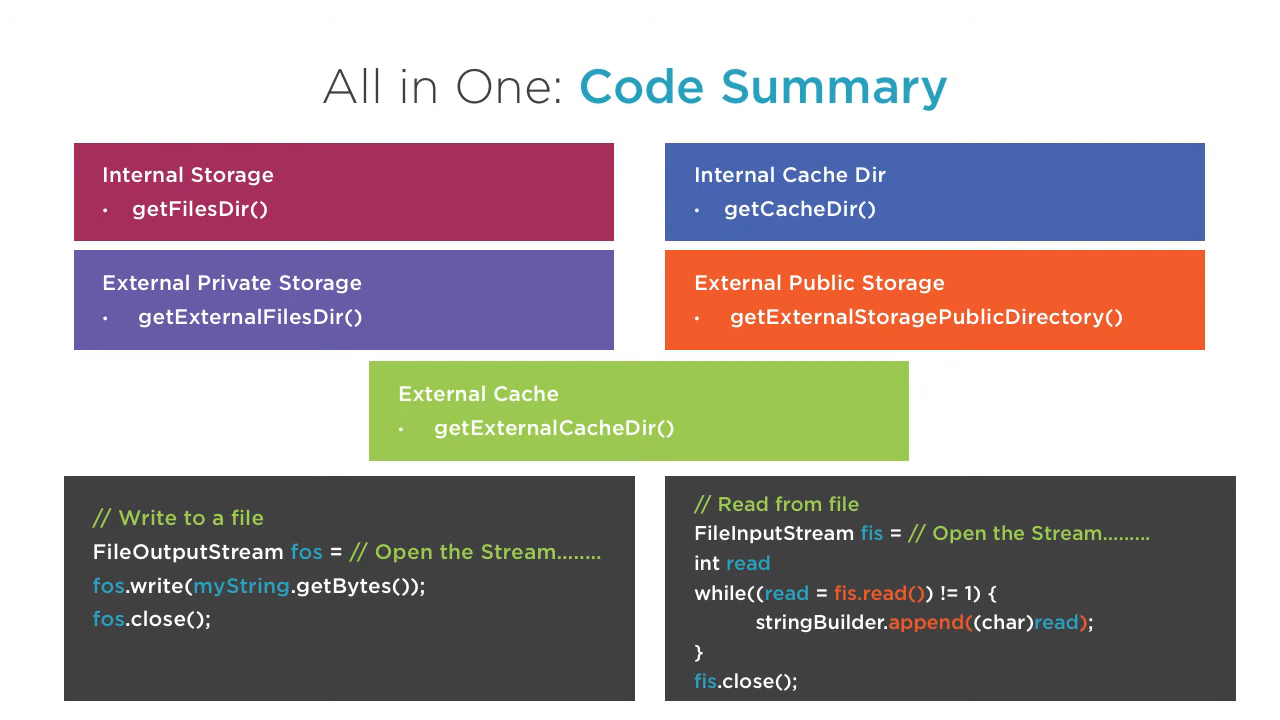 All in One: Code Summary
Internal Storage
• getFilesDir()
Internal Cache Dir
• getCacheDir()
External Private Storage
• getExternalFilesDir()
External Public Storage
• getExternalStoragePublicDirectory()
External Cache
• getExternalCacheDir()
// Write to a file
FileOutputStream fos = // Open the Stream........
fos.write(myString.getBytes());
fos.close();
// Read from file
FileInputStream fis = // Open the Stream.........
int read
while((read = fis.read()) != 1) {
stringBuilder.append((char)read);
}
fis.close();